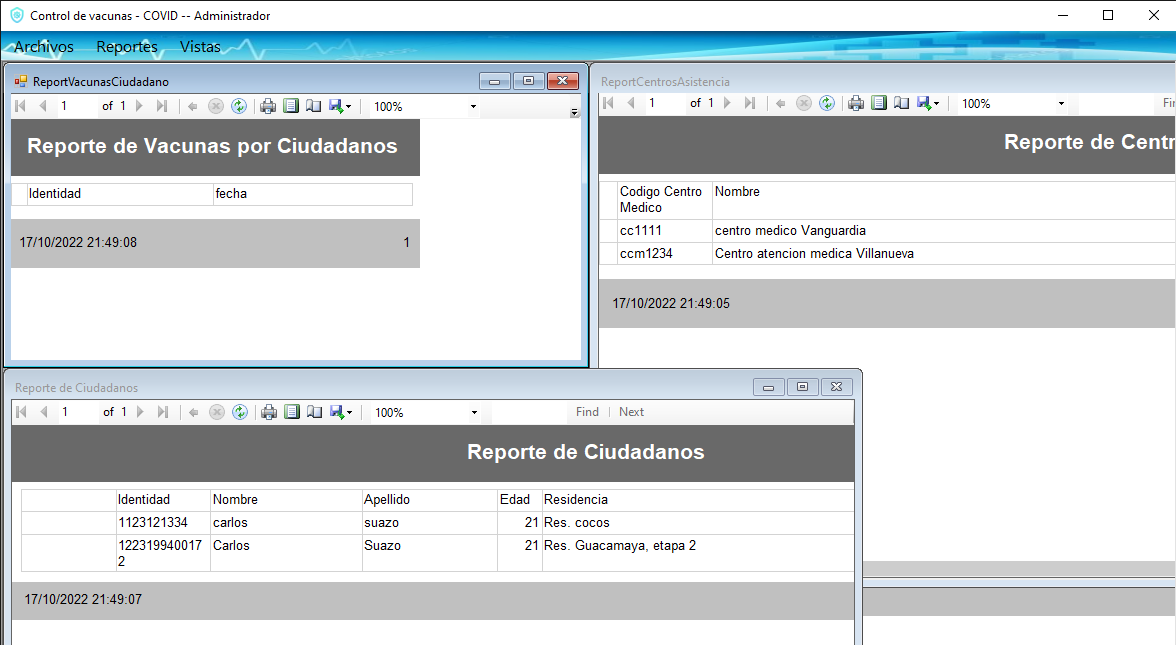 Control de vacunas - COVID -- Administrador
Archivos Reportes Vistas
ReportVacunasCiudadano
1 of 1 100%
Reporte de Vacunas por Ciudadanos
Identidad fecha
17/10/2022 21:49:08 1
ReportCentrosAsistencia
1 of 1 100%
Reporte de Centr
Codigo Centro Medico Nombre
cc1111 centro medico Vanguardia
ccm1234 Centro atencion medica Villanueva
17/10/2022 21:49:05
Reporte de Ciudadanos
1 of 1 100% Find Next
Reporte de Ciudadanos
Identidad Nombre Apellido Edad Residencia
1123121334 carlos suazo 21 Res. cocos
1223199400172 Carlos Suazo 21 Res. Guacamaya, etapa 2
17/10/2022 21:49:07